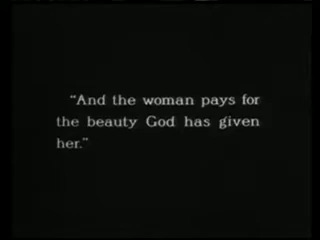 “And the woman pays for
the beauty God has given
her.”